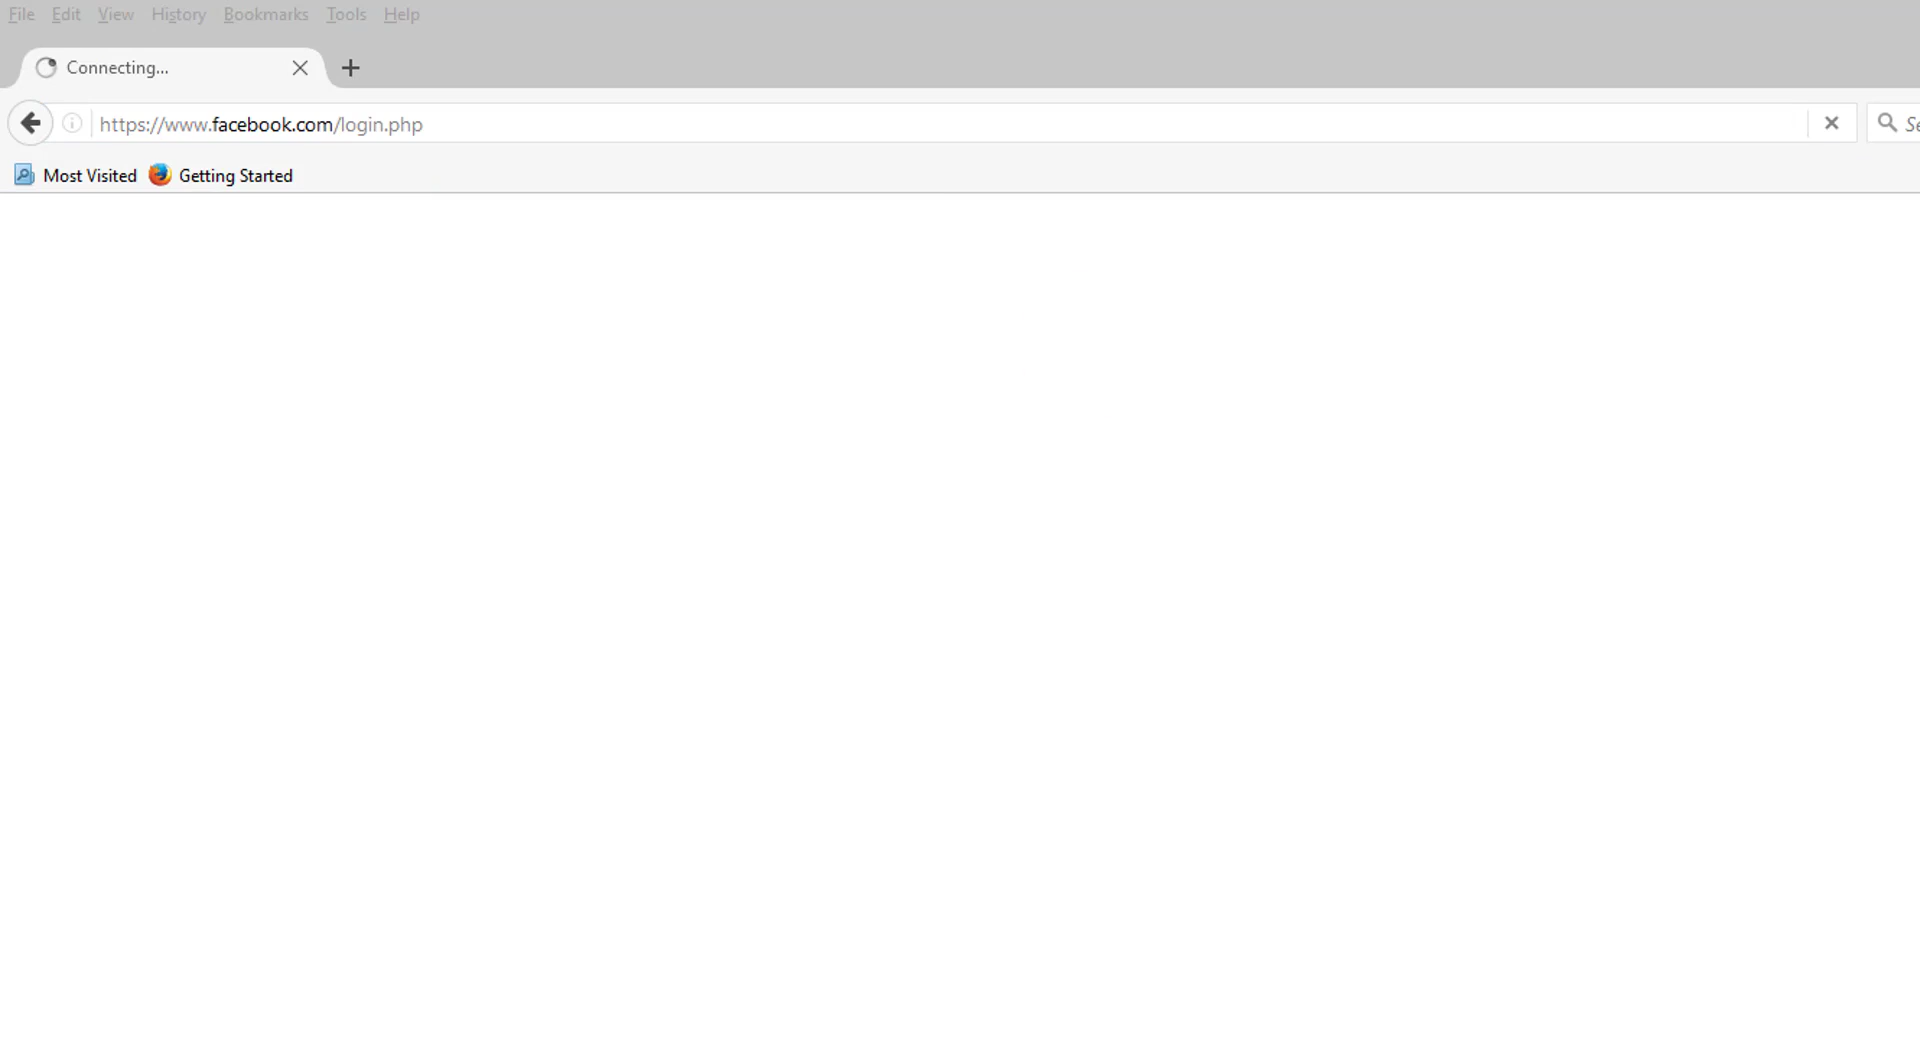 File Edit View History Bookmarks Tools Help
Connecting...
https://www.facebook.com/login.php
Most Visited Getting Started